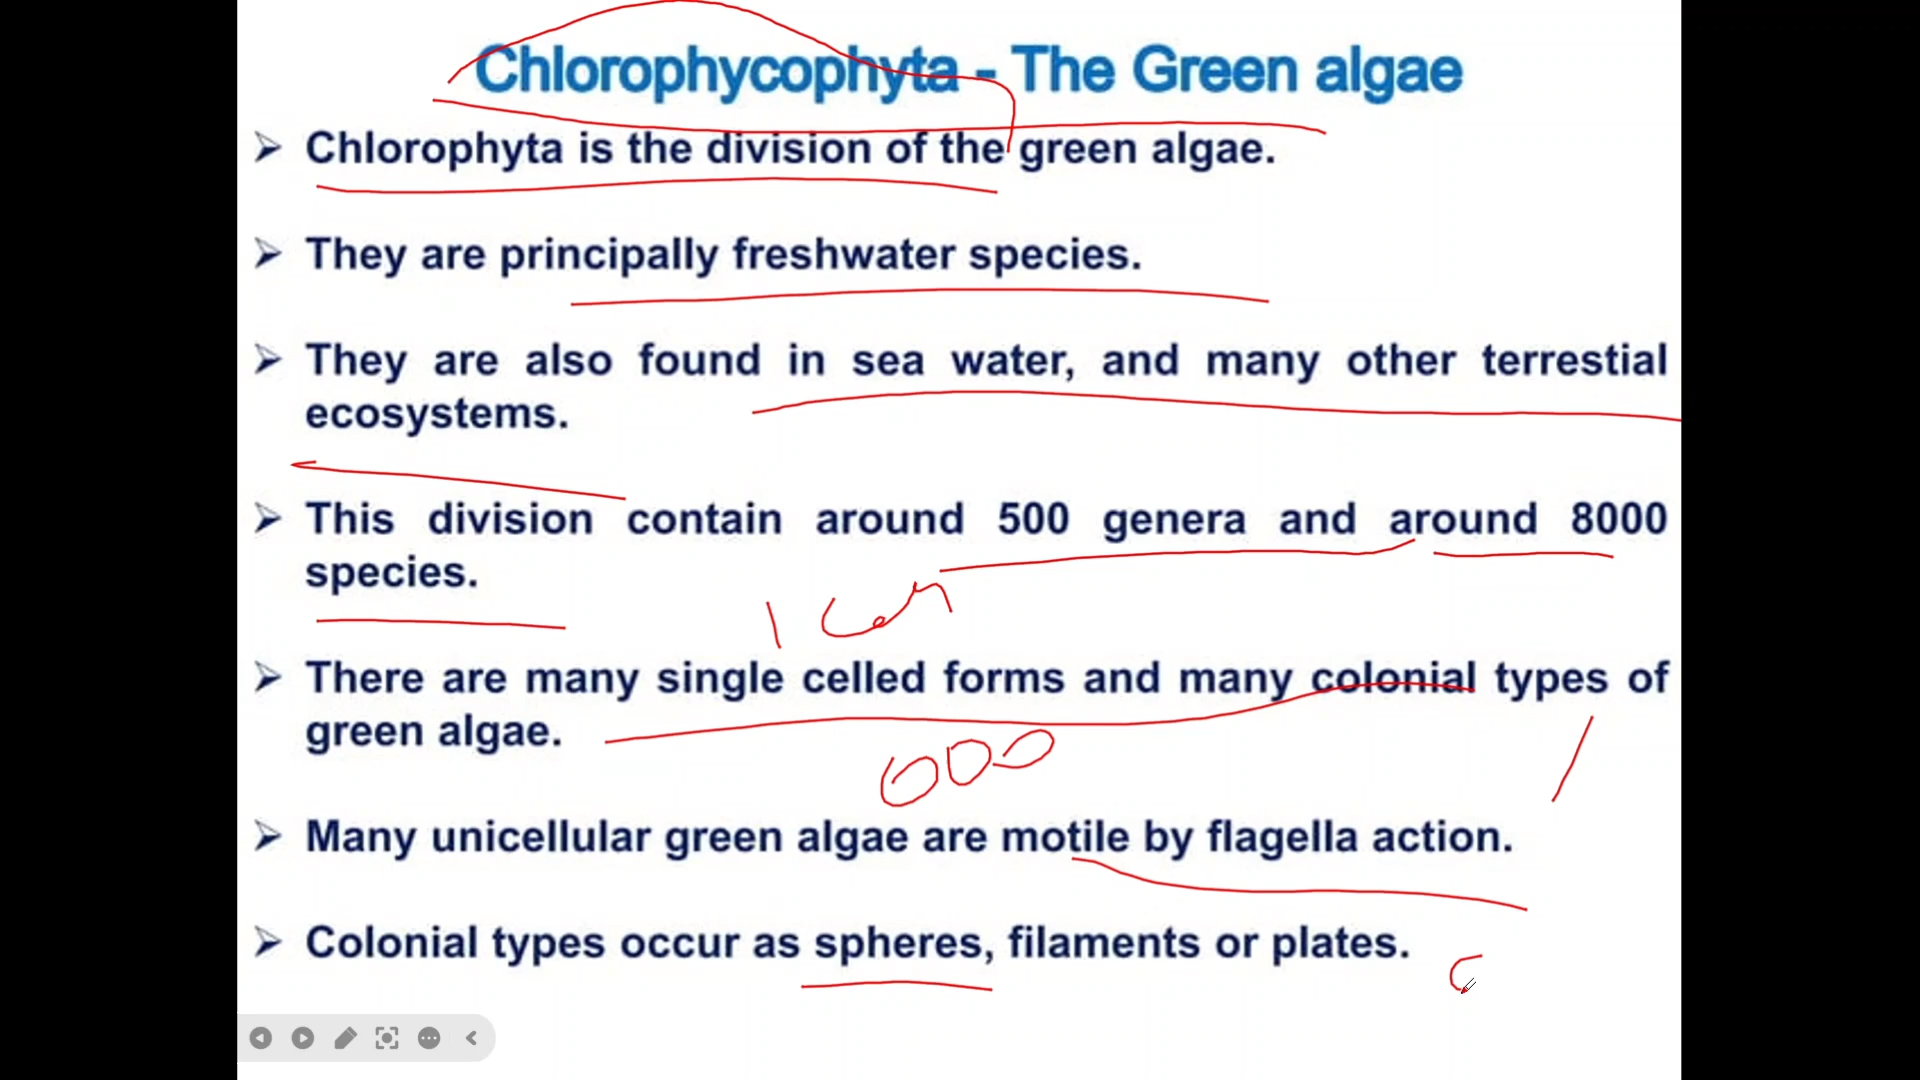 Chlorophycophyta - The Green algae
Chlorophyta is the division of the green algae.
They are principally freshwater species.
They are also found in sea water, and many other terrestial
ecosystems.
This division contain around 500 genera and around 8000
species.
There are many single celled forms and many colonial types of
green algae.
Many unicellular green algae are motile by flagella action.
Colonial types occur as spheres, filaments or plates.